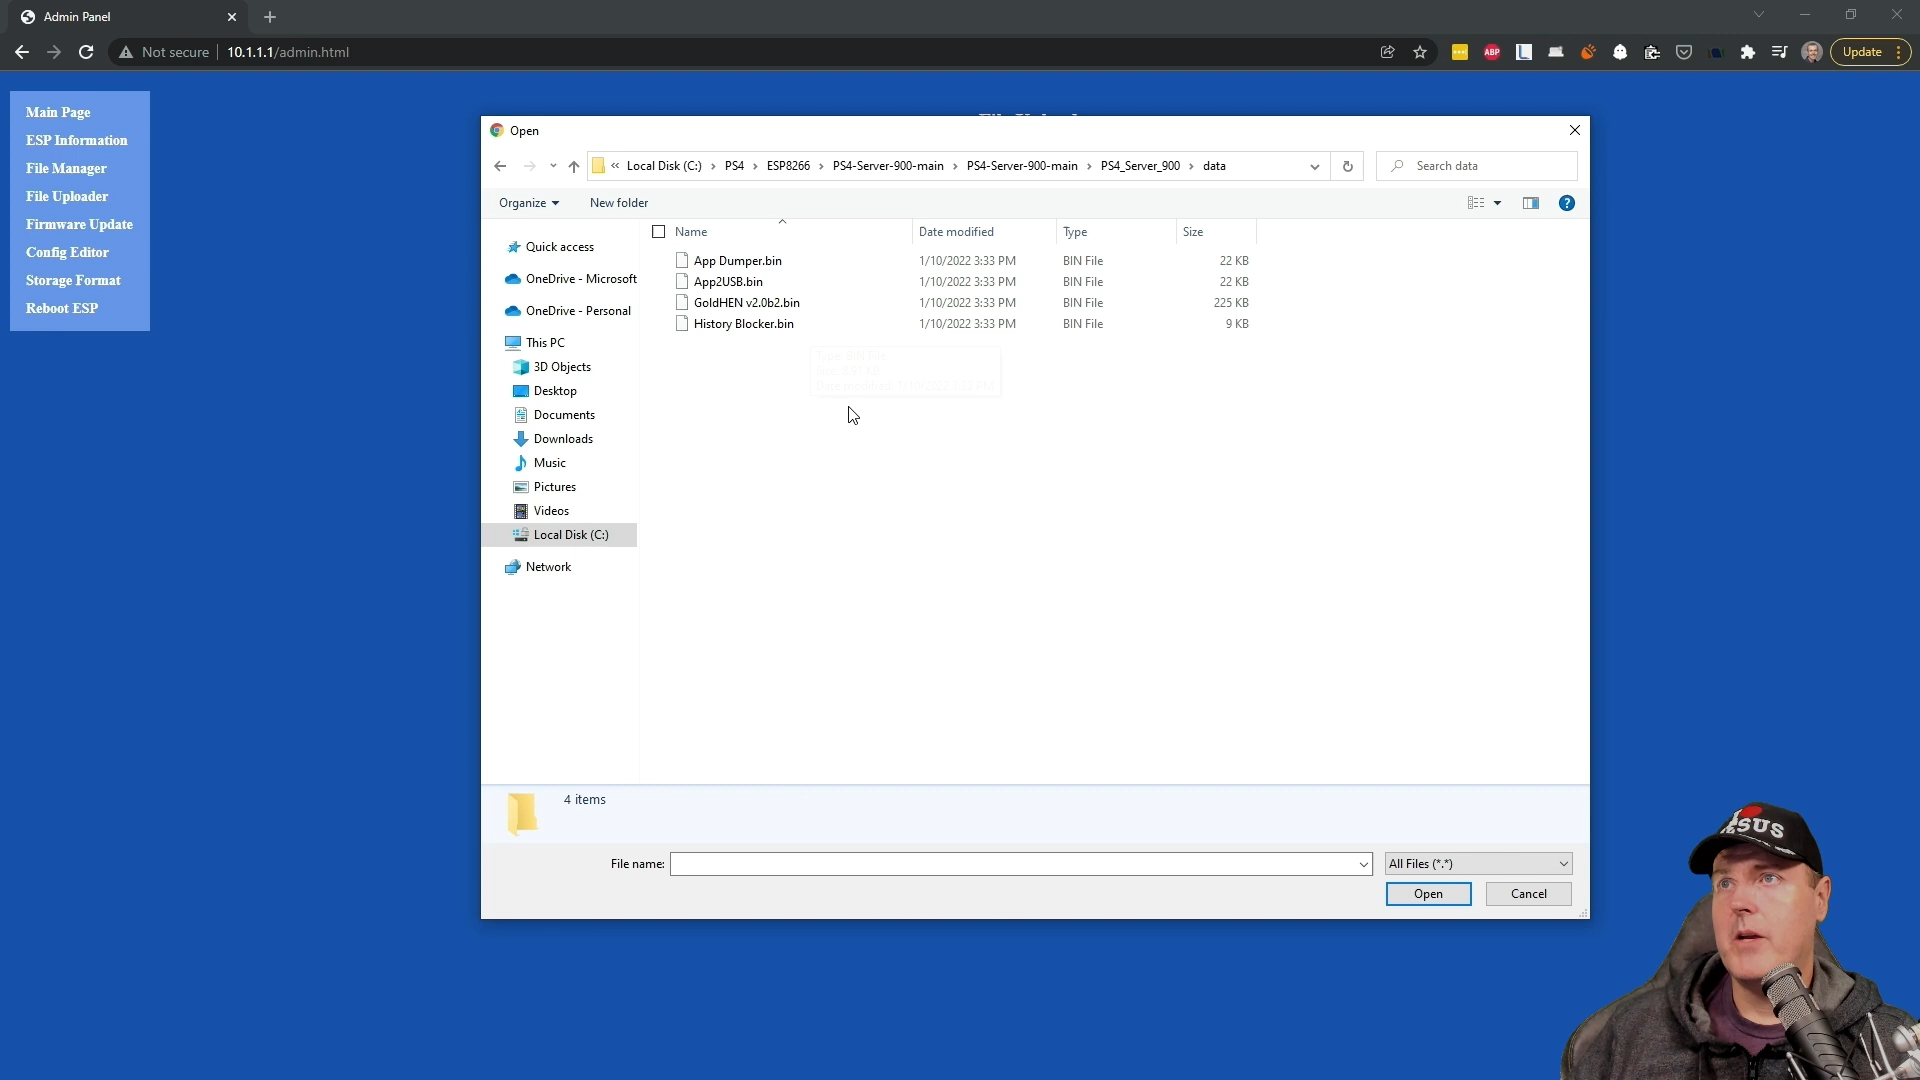 Admin Panel
Not secure
10.1.1.1/admin.html
ABP
Update
Main Page
ESP Information
File Manager
File Uploader
Firmware Update
Config Editor
Storage Format
Reboot ESP
Open
« Local Disk (C:) > PS4 > ESP8266 > PS4-Server-900-main > PS4-Server-900-main > PS4_Server_900 > data
Search data
Organize
New folder
Name
Date modified
Type
Size
App Dumper.bin 1/10/2022 3:33 PM BIN File 22 KB
App2USB.bin 1/10/2022 3:33 PM BIN File 22 KB
GoldHEN v2.0b2.bin 1/10/2022 3:33 PM BIN File 225 KB
History Blocker.bin 1/10/2022 3:33 PM BIN File 9 KB
Quick access
OneDrive - Microsoft
OneDrive - Personal
This PC
3D Objects
Desktop
Documents
Downloads
Music
Pictures
Videos
Local Disk (C:)
Network
4 items
File name:
All Files (*.*)
Open
Cancel